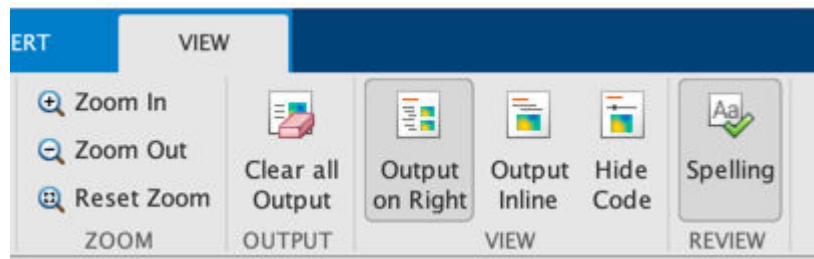 ERT VIEW
Zoom In
Zoom Out
Reset Zoom
ZOOM
Clear all
Output
OUTPUT
Output
on Right
Output
Inline
Hide
Code
VIEW
Aa
Spelling
REVIEW